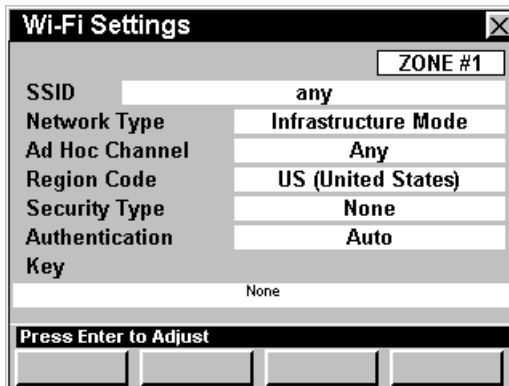 Wi-Fi Settings
ZONE #1
SSID any
Network Type Infrastructure Mode
Ad Hoc Channel Any
Region Code US (United States)
Security Type None
Authentication Auto
Key
None
Press Enter to Adjust